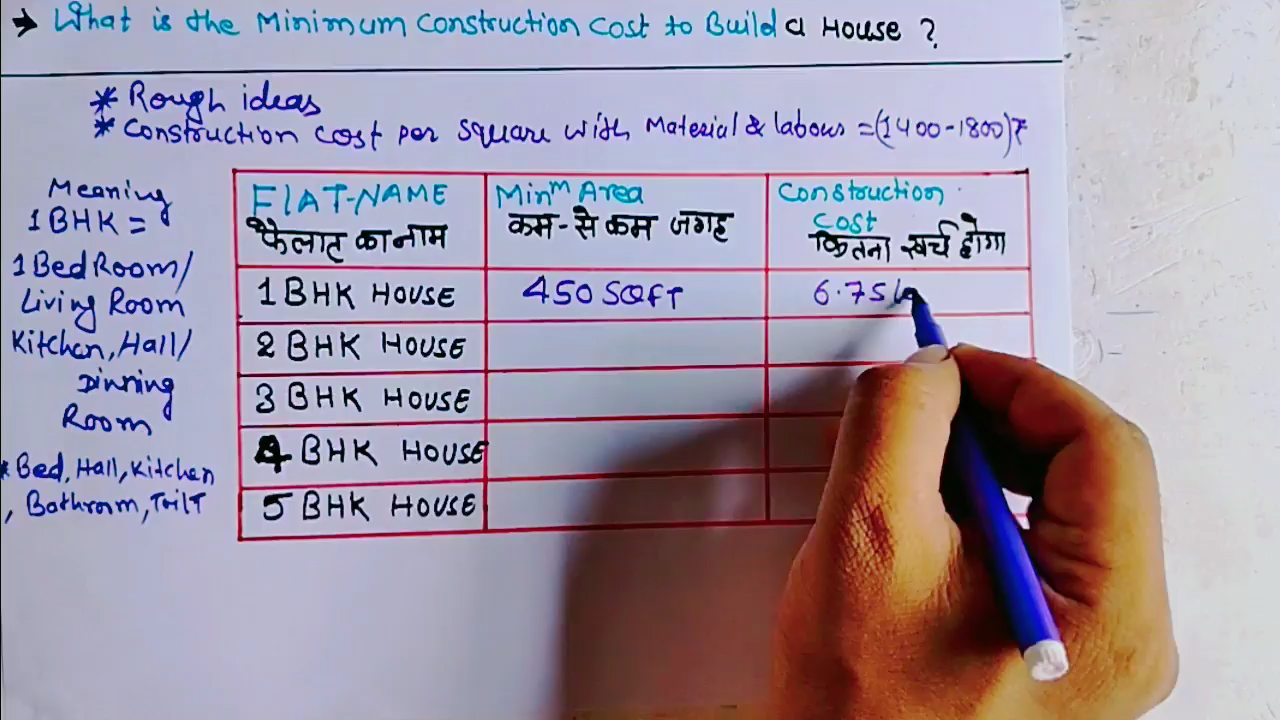 → What is the Minimum Construction Cost to Build a House ?
* Rough ideas
* Construction cost per square with Material & labour = (1400-1800)₹
Meaning
1 BHK =
1 Bed Room/
Living Room
Kitchen, Hall/
Dinning
Room
* Bed, Hall, Kitchen
, Bathroom, Toilt
FlAT-NAME
फैलाट का नाम
Minᵐ Area
कम-से कम जगह
Construction
Cost
कितना खर्च होगा
1 BHK HOUSE
450 SQFT
6.75 l
2 BHK HOUSE
3 BHK HOUSE
4 BHK HOUSE
5 BHK HOUSE